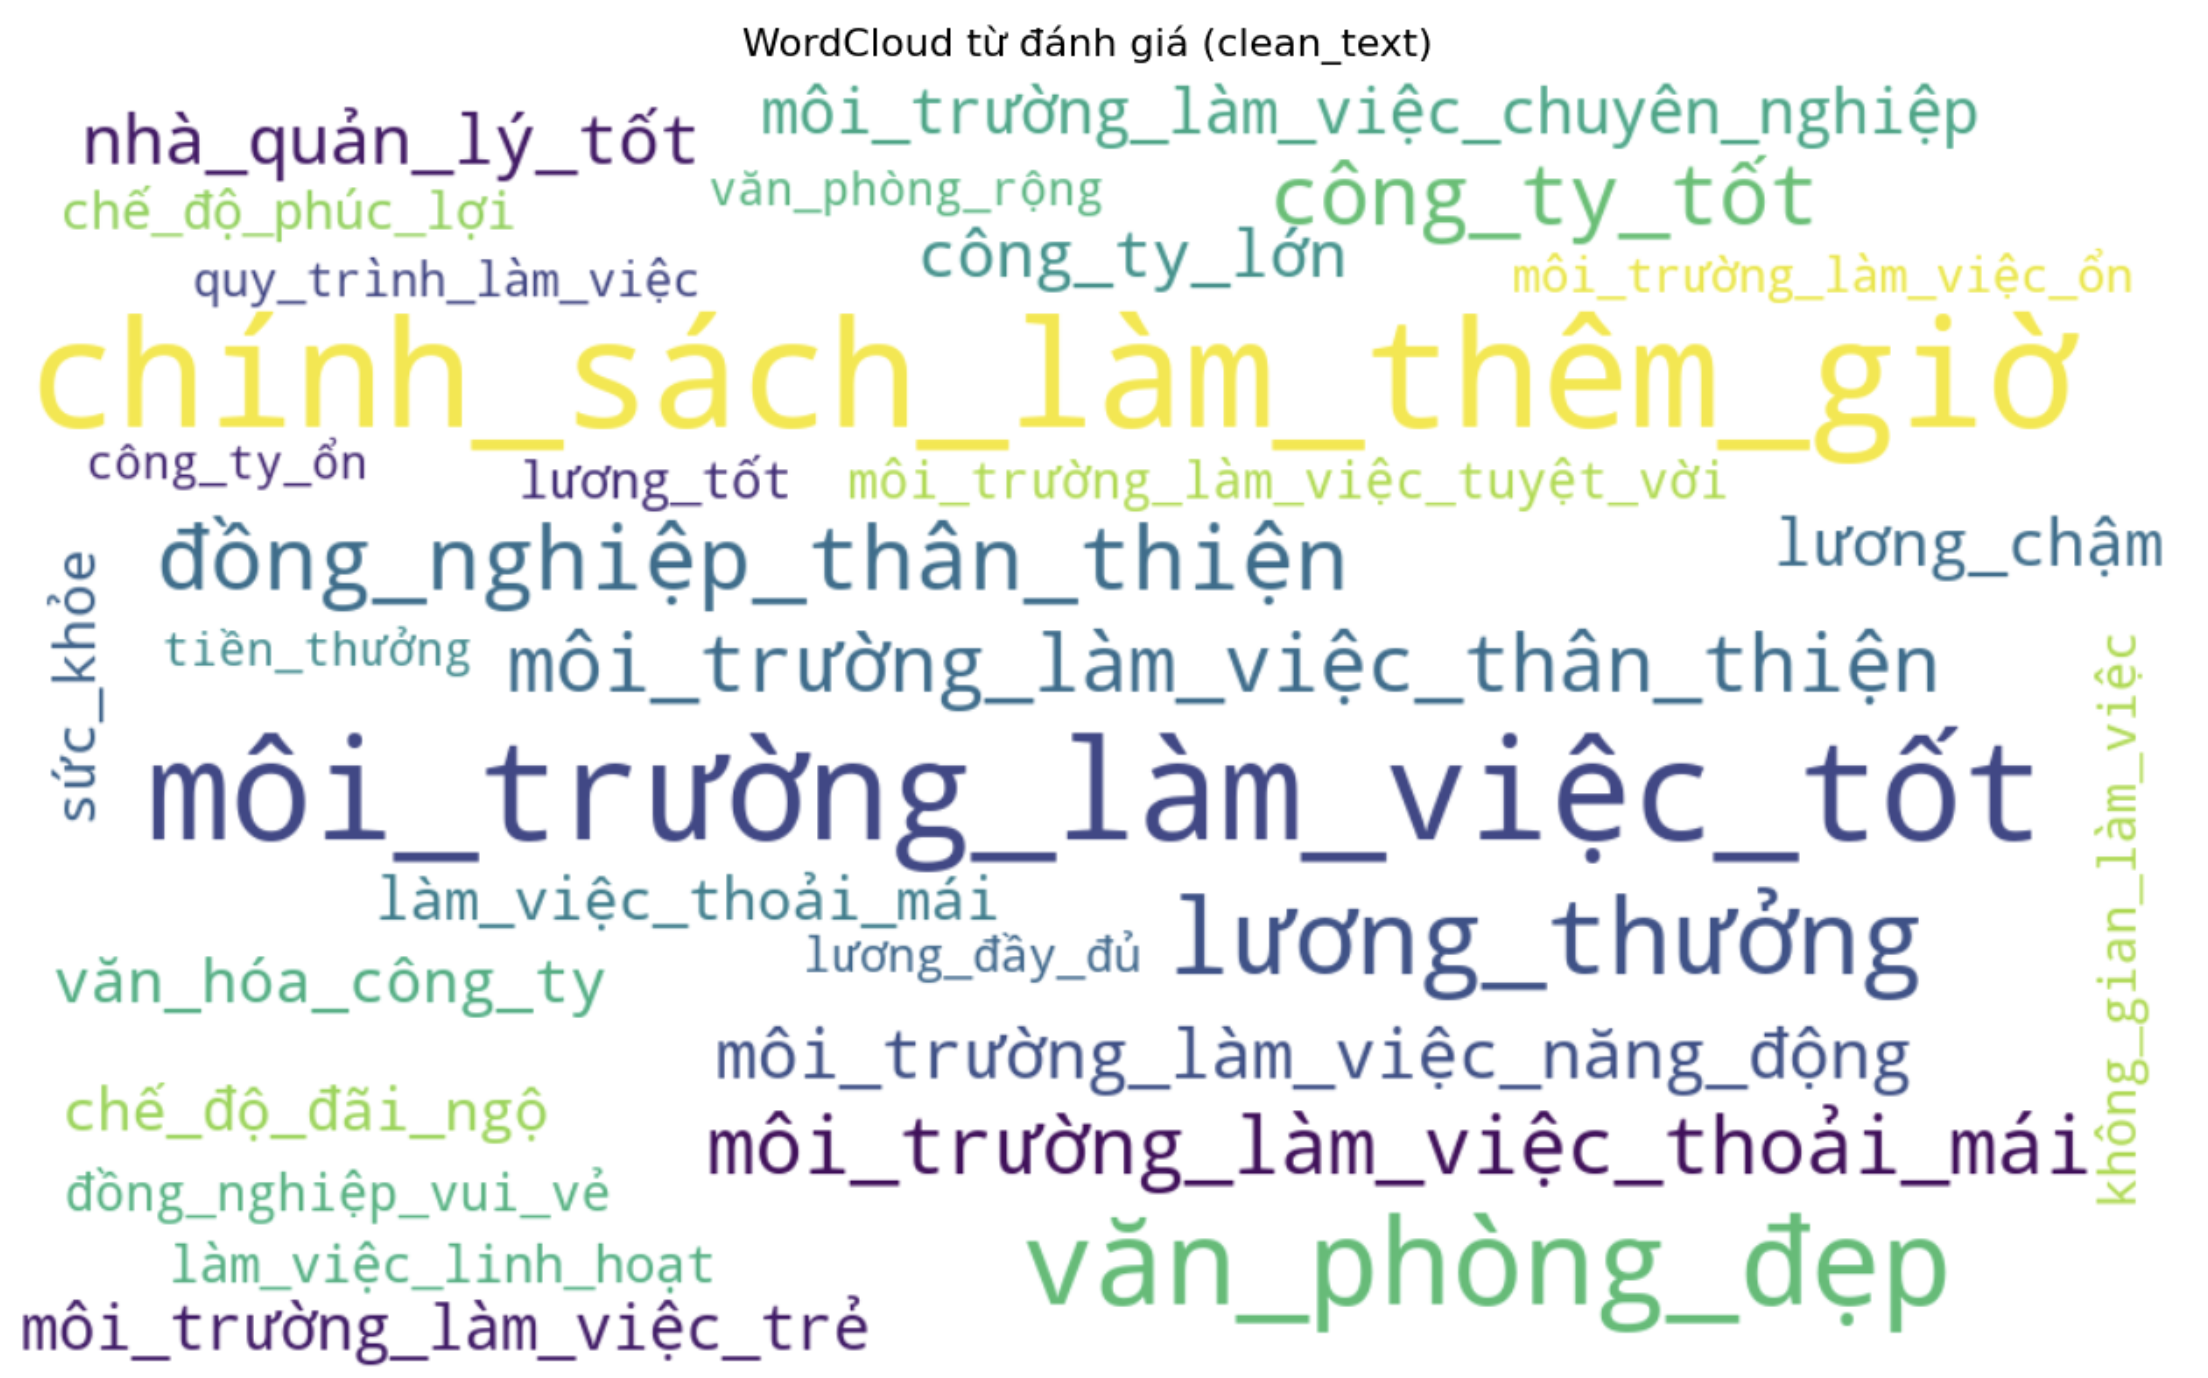 WordCloud từ đánh giá (clean_text)
môi_trường_làm_việc_chuyên_nghiệp
nhà_quản_lý_tốt
văn_phòng_rộng
công_ty_tốt
chế_độ_phúc_lợi
công_ty_lớn
quy_trình_làm_việc
môi_trường_làm_việc_ổn
chính_sách_làm_thêm_giờ
công_ty_ổn
lương_tốt
môi_trường_làm_việc_tuyệt_vời
đồng_nghiệp_thân_thiện
lương_chậm
sức_khỏe
tiền_thưởng
môi_trường_làm_việc_thân_thiện
môi_trường_làm_việc_tốt
không_gian_làm_việc
làm_việc_thoải_mái
lương_thưởng
lương_đầy_đủ
văn_hóa_công_ty
môi_trường_làm_việc_năng_động
chế_độ_đãi_ngộ
môi_trường_làm_việc_thoải_mái
đồng_nghiệp_vui_vẻ
văn_phòng_đẹp
làm_việc_linh_hoạt
môi_trường_làm_việc_trẻ